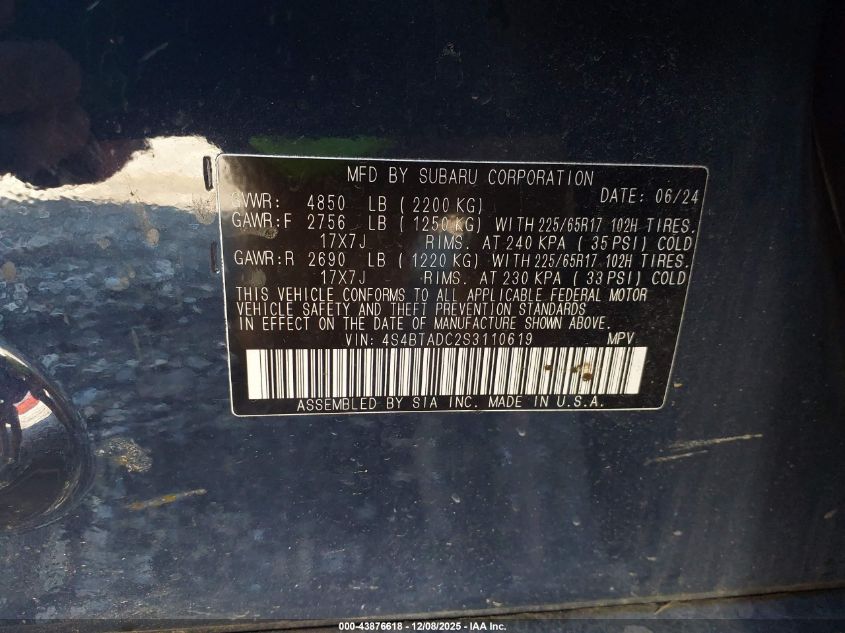 MFD BY SUBARU CORPORATION
DATE: 06/24
GVWR: 4850 LB (2200 KG)
GAWR:F 2756 LB (1250 KG) WITH 225/65R17 102H TIRES.
17X7J RIMS. AT 240 KPA (35 PSI) COLD
GAWR:R 2690 LB (1220 KG) WITH 225/65R17 102H TIRES.
17X7J RIMS. AT 230 KPA (33 PSI) COLD
THIS VEHICLE CONFORMS TO ALL APPLICABLE FEDERAL MOTOR
VEHICLE SAFETY AND THEFT PREVENTION STANDARDS
IN EFFECT ON THE DATE OF MANUFACTURE SHOWN ABOVE.
VIN: 4S4BTADC2S3110619 MPV
ASSEMBLED BY SIA INC. MADE IN U.S.A.
000-43876618 - 12/08/2025 - IAA Inc.